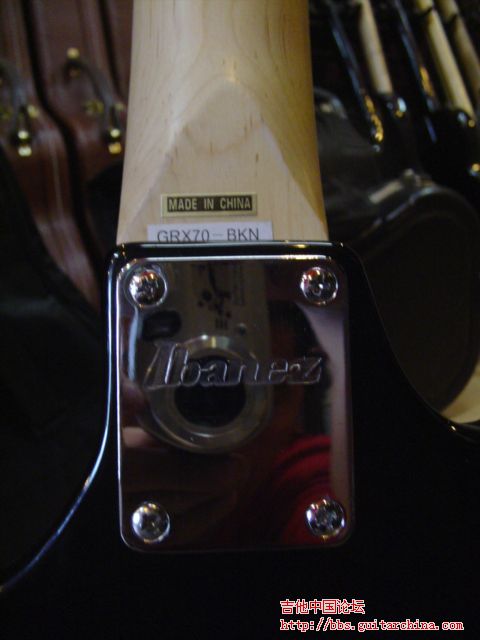 MADE IN CHINA
GRX70-BKN
Ibanez
吉他中国论坛
http://bbs.guitarchina.com